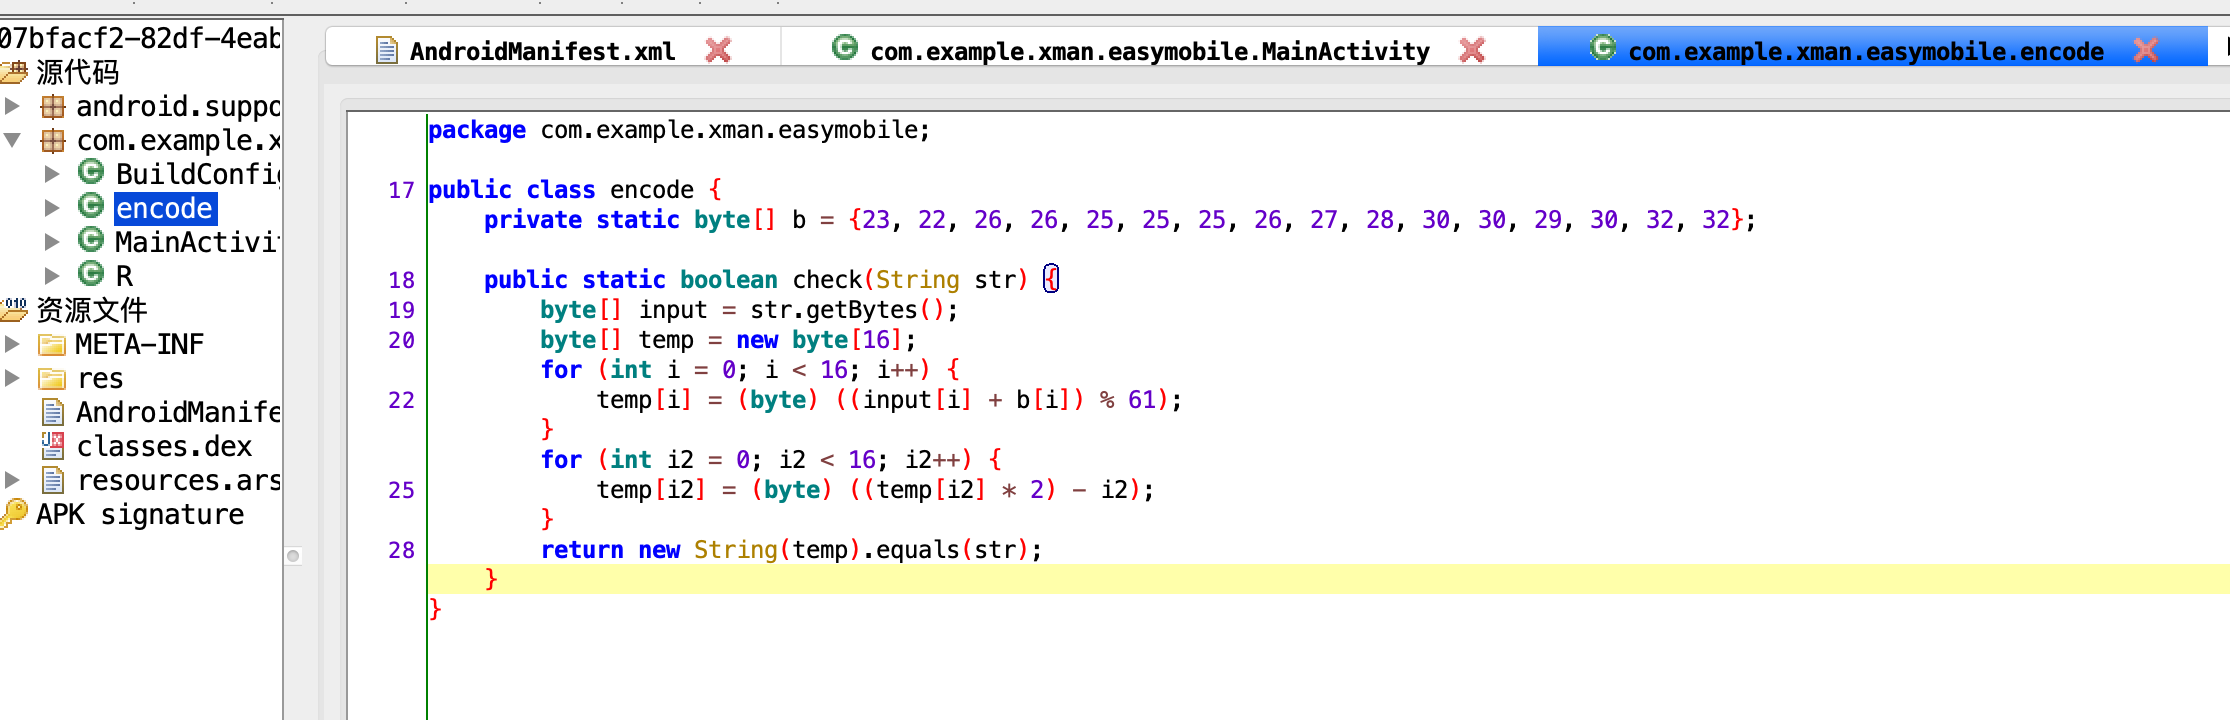 07bfacf2-82df-4eab
源代码
android.suppo
com.example.x
BuildConfi
encode
MainActivi
R
资源文件
META-INF
res
AndroidManife
classes.dex
resources.ars
APK signature
AndroidManifest.xml
com.example.xman.easymobile.MainActivity
com.example.xman.easymobile.encode
package com.example.xman.easymobile;
17 public class encode {
private static byte[] b = {23, 22, 26, 26, 25, 25, 25, 26, 27, 28, 30, 30, 29, 30, 32, 32};
18 public static boolean check(String str) {
19 byte[] input = str.getBytes();
20 byte[] temp = new byte[16];
for (int i = 0; i < 16; i++) {
22 temp[i] = (byte) ((input[i] + b[i]) % 61);
}
for (int i2 = 0; i2 < 16; i2++) {
25 temp[i2] = (byte) ((temp[i2] * 2) - i2);
}
28 return new String(temp).equals(str);
}
}